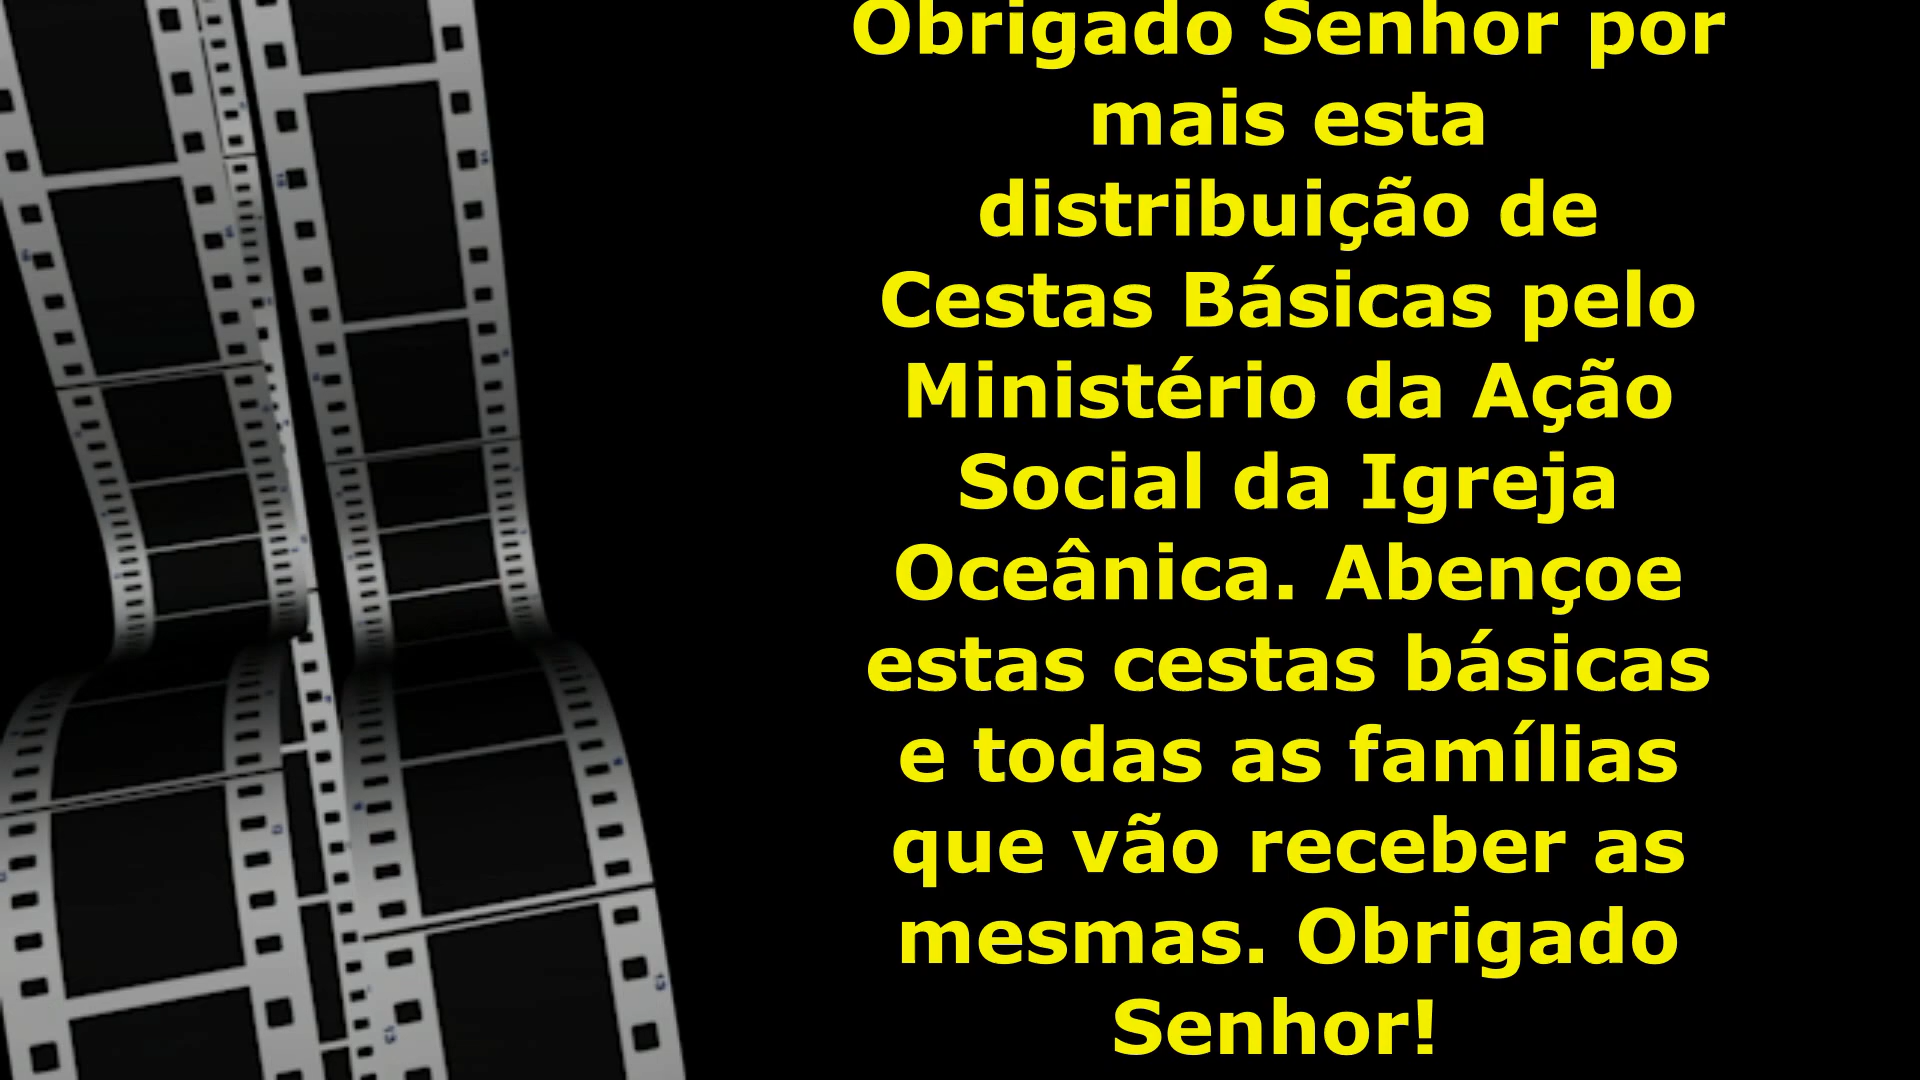 Obrigado Senhor por
mais esta
distribuição de
Cestas Básicas pelo
Ministério da Ação
Social da Igreja
Oceânica. Abençoe
estas cestas básicas
e todas as famílias
que vão receber as
mesmas. Obrigado
Senhor!